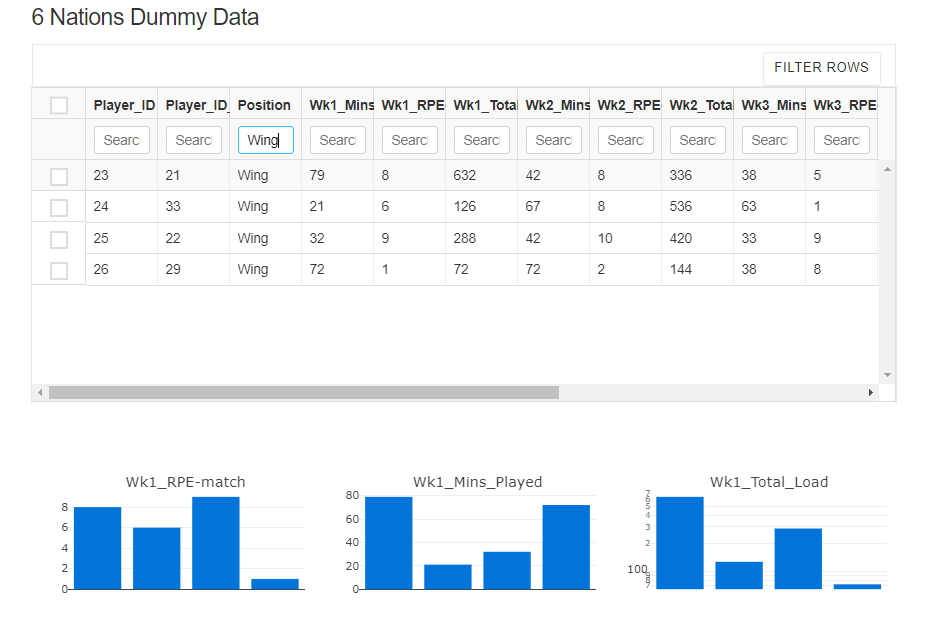 6 Nations Dummy Data
FILTER ROWS
Player_ID Player_ID_ Position Wk1_Mins Wk1_RPE Wk1_Total Wk2_Mins Wk2_RPE Wk2_Total Wk3_Mins Wk3_RPE
Searc Searc Wing Searc Searc Searc Searc Searc Searc Searc Searc
23 21 Wing 79 8 632 42 8 336 38 5
24 33 Wing 21 6 126 67 8 536 63 1
25 22 Wing 32 9 288 42 10 420 33 9
26 29 Wing 72 1 72 72 2 144 38 8
Wk1_RPE-match
8
6
4
2
0
Wk1_Mins_Played
80
60
40
20
0
Wk1_Total_Load
7
6
5
4
3
2
100
9
8
7